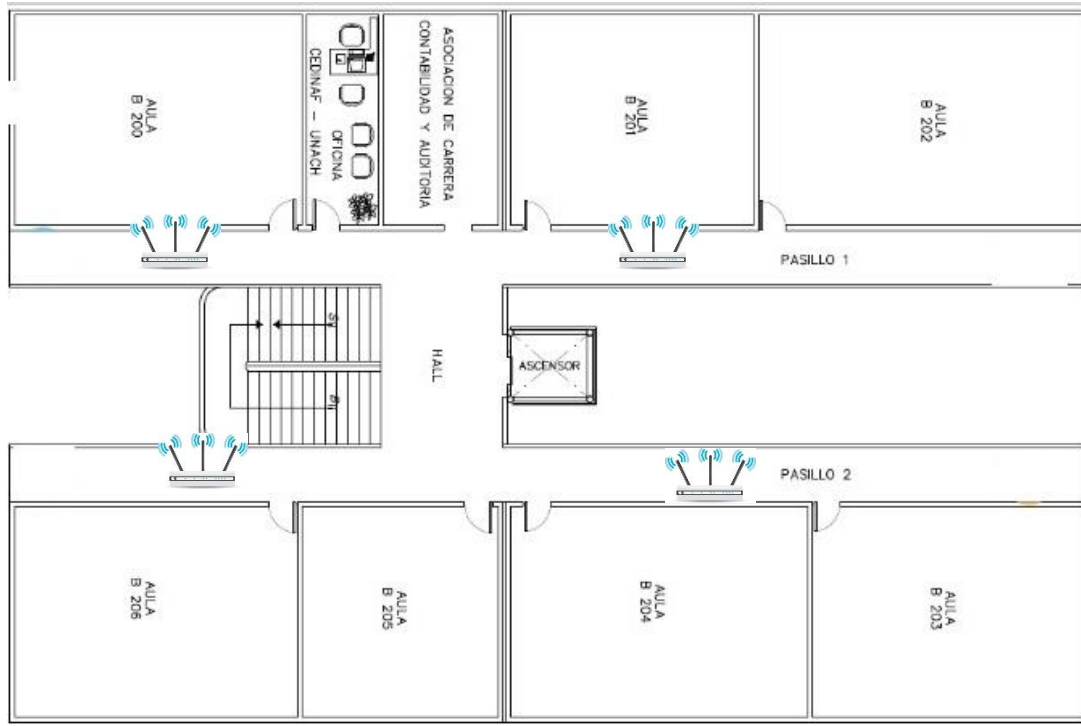 AULA
B 200
CEDINAF - UNACH
OFICINA
ASOCIACION DE CARRERA
CONTABILIDAD Y AUDITORIA
AULA
B 201
AULA
B 202
PASILLO 1
HALL
ASCENSOR
PASILLO 2
AULA
B 206
AULA
B 205
AULA
B 204
AULA
B 203